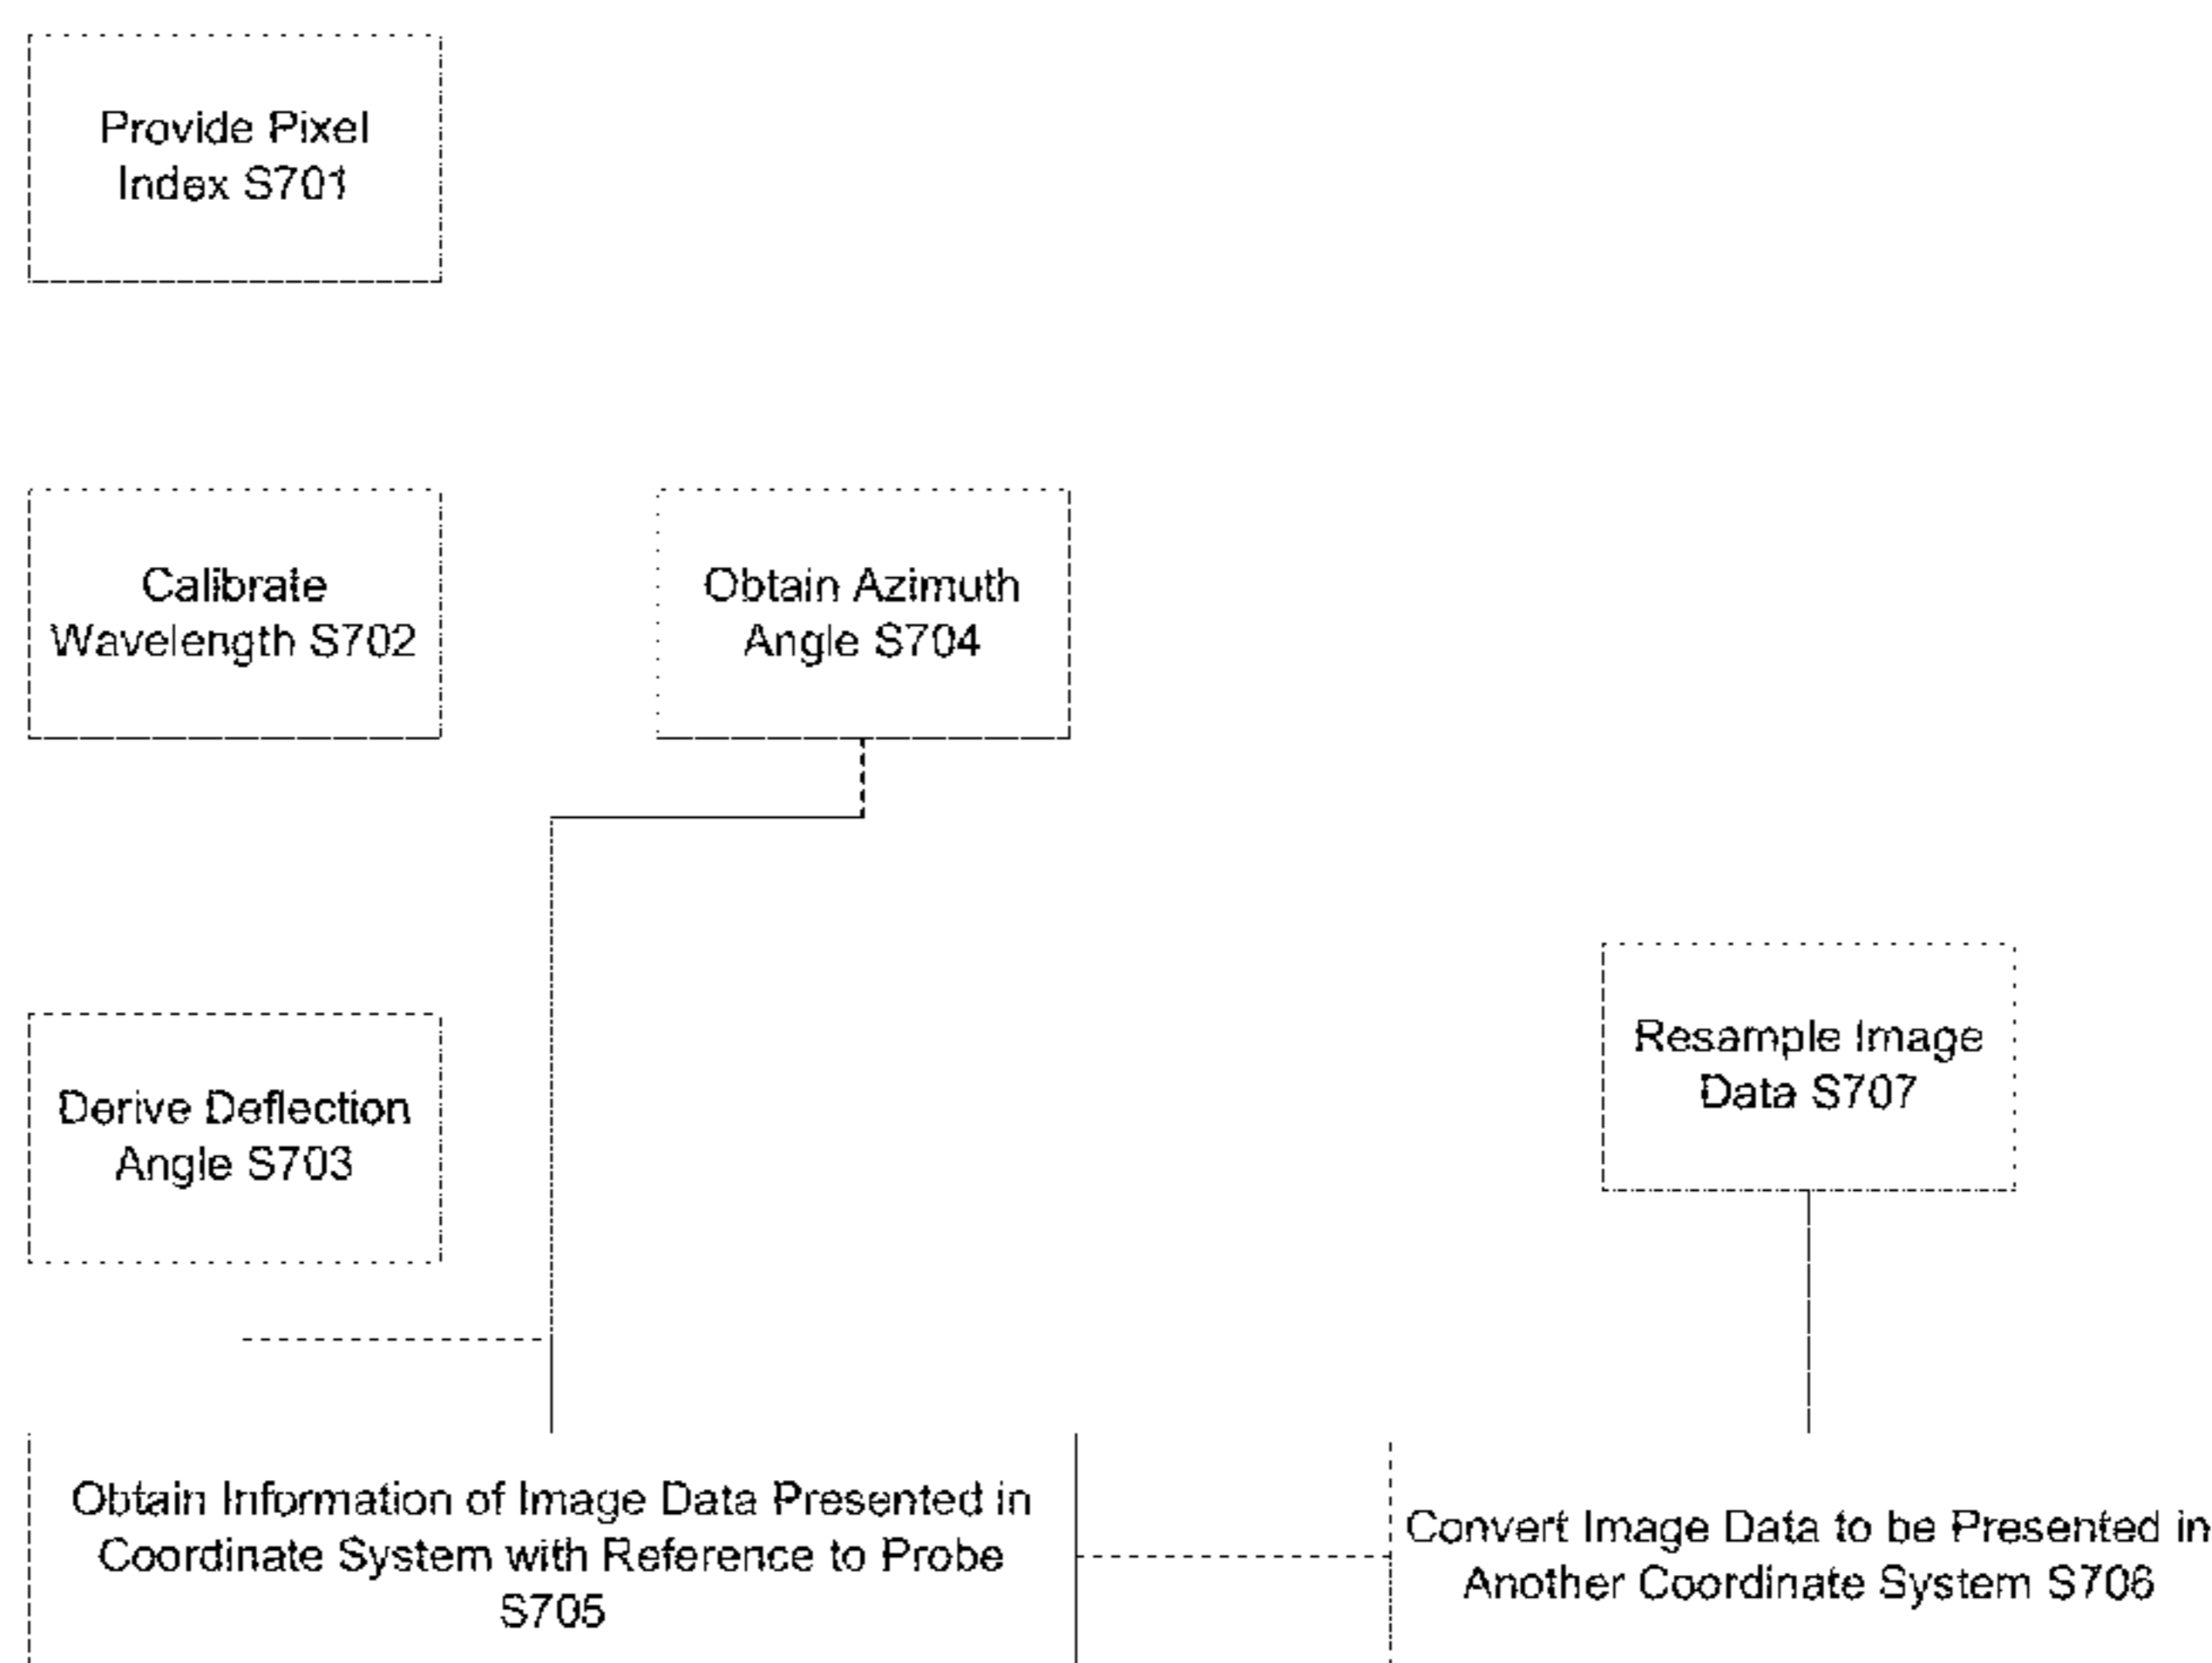 Provide Pixel
Index S701
Calibrate
Wavelength S702
Obtain Azimuth
Angle S704
Derive Deflection
Angle S703
Resample Image
Data S707
Obtain Information of Image Data Presented in
Coordinate System with Reference to Probe
S705
Convert Image Data to be Presented in
Another Coordinate System S706